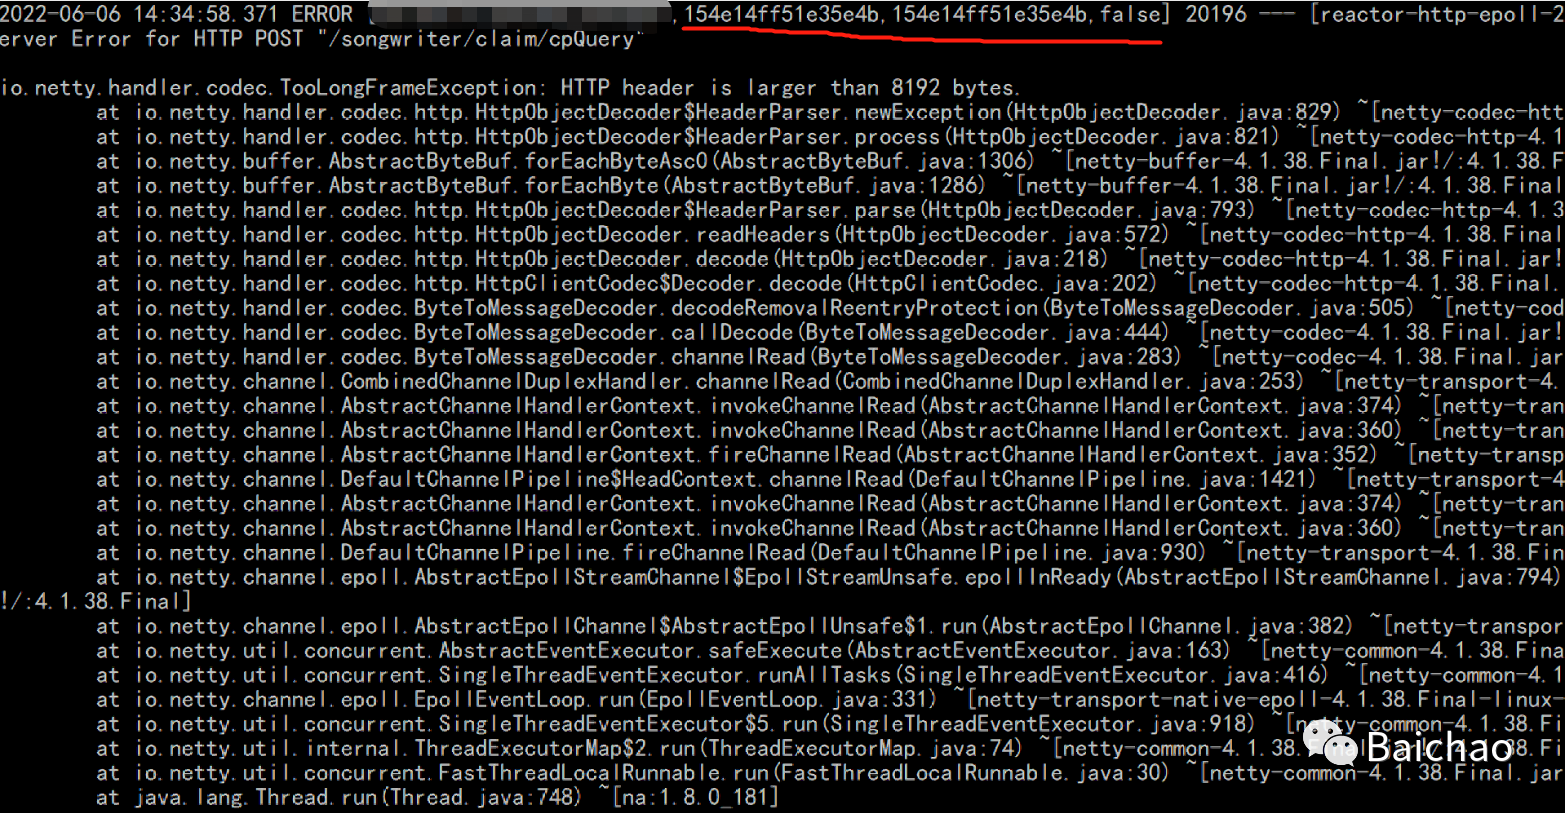 2022-06-06 14:34:58.371 ERROR [ ,154e14ff51e35e4b,154e14ff51e35e4b,false] 20196 --- [reactor-http-epoll-2
erver Error for HTTP POST "/songwriter/claim/cpQuery"
io.netty.handler.codec.TooLongFrameException: HTTP header is larger than 8192 bytes.
at io.netty.handler.codec.http.HttpObjectDecoder$HeaderParser.newException(HttpObjectDecoder.java:829) ~[netty-codec-htt
at io.netty.handler.codec.http.HttpObjectDecoder$HeaderParser.process(HttpObjectDecoder.java:821) ~[netty-codec-http-4.1
at io.netty.buffer.AbstractByteBuf.forEachByteAsc0(AbstractByteBuf.java:1306) ~[netty-buffer-4.1.38.Final.jar!/:4.1.38.F
at io.netty.buffer.AbstractByteBuf.forEachByte(AbstractByteBuf.java:1286) ~[netty-buffer-4.1.38.Final.jar!/:4.1.38.Final
at io.netty.handler.codec.http.HttpObjectDecoder$HeaderParser.parse(HttpObjectDecoder.java:793) ~[netty-codec-http-4.1.3
at io.netty.handler.codec.http.HttpObjectDecoder.readHeaders(HttpObjectDecoder.java:572) ~[netty-codec-http-4.1.38.Final
at io.netty.handler.codec.http.HttpObjectDecoder.decode(HttpObjectDecoder.java:218) ~[netty-codec-http-4.1.38.Final.jar!
at io.netty.handler.codec.http.HttpClientCodec$Decoder.decode(HttpClientCodec.java:202) ~[netty-codec-http-4.1.38.Final.
at io.netty.handler.codec.ByteToMessageDecoder.decodeRemovalReentryProtection(ByteToMessageDecoder.java:505) ~[netty-cod
at io.netty.handler.codec.ByteToMessageDecoder.callDecode(ByteToMessageDecoder.java:444) ~[netty-codec-4.1.38.Final.jar!
at io.netty.handler.codec.ByteToMessageDecoder.channelRead(ByteToMessageDecoder.java:283) ~[netty-codec-4.1.38.Final.jar
at io.netty.channel.CombinedChannelDuplexHandler.channelRead(CombinedChannelDuplexHandler.java:253) ~[netty-transport-4.
at io.netty.channel.AbstractChannelHandlerContext.invokeChannelRead(AbstractChannelHandlerContext.java:374) ~[netty-tran
at io.netty.channel.AbstractChannelHandlerContext.invokeChannelRead(AbstractChannelHandlerContext.java:360) ~[netty-tran
at io.netty.channel.AbstractChannelHandlerContext.fireChannelRead(AbstractChannelHandlerContext.java:352) ~[netty-transp
at io.netty.channel.DefaultChannelPipeline$HeadContext.channelRead(DefaultChannelPipeline.java:1421) ~[netty-transport-4
at io.netty.channel.AbstractChannelHandlerContext.invokeChannelRead(AbstractChannelHandlerContext.java:374) ~[netty-tran
at io.netty.channel.AbstractChannelHandlerContext.invokeChannelRead(AbstractChannelHandlerContext.java:360) ~[netty-tran
at io.netty.channel.DefaultChannelPipeline.fireChannelRead(DefaultChannelPipeline.java:930) ~[netty-transport-4.1.38.Fin
at io.netty.channel.epoll.AbstractEpollStreamChannel$EpollStreamUnsafe.epollInReady(AbstractEpollStreamChannel.java:794)
!/:4.1.38.Final]
at io.netty.channel.epoll.AbstractEpollChannel$AbstractEpollUnsafe$1.run(AbstractEpollChannel.java:382) ~[netty-transpor
at io.netty.util.concurrent.AbstractEventExecutor.safeExecute(AbstractEventExecutor.java:163) ~[netty-common-4.1.38.Fina
at io.netty.util.concurrent.SingleThreadEventExecutor.runAllTasks(SingleThreadEventExecutor.java:416) ~[netty-common-4.1
at io.netty.channel.epoll.EpollEventLoop.run(EpollEventLoop.java:331) ~[netty-transport-native-epoll-4.1.38.Final-linux-
at io.netty.util.concurrent.SingleThreadEventExecutor$5.run(SingleThreadEventExecutor.java:918) ~[netty-common-4.1.38.Fi
at io.netty.util.internal.ThreadExecutorMap$2.run(ThreadExecutorMap.java:74) ~[netty-common-4.1.38.Final.jar!/:4.1.38.Fi
at io.netty.util.concurrent.FastThreadLocalRunnable.run(FastThreadLocalRunnable.java:30) ~[netty-common-4.1.38.Final.jar
at java.lang.Thread.run(Thread.java:748) ~[na:1.8.0_181]
Baichao